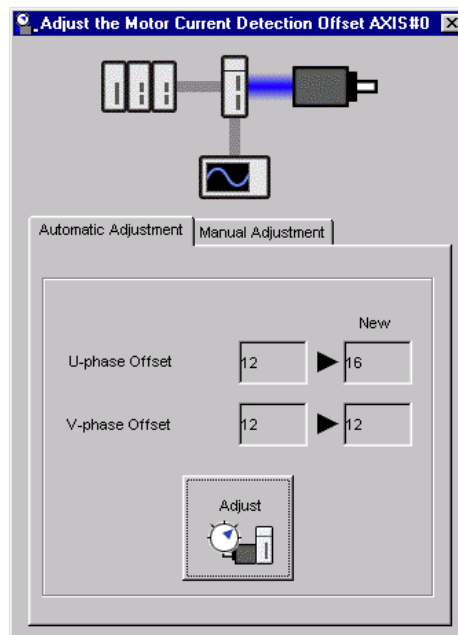 Adjust the Motor Current Detection Offset AXIS#0
Automatic Adjustment Manual Adjustment
New
U-phase Offset 12 16
V-phase Offset 12 12
Adjust